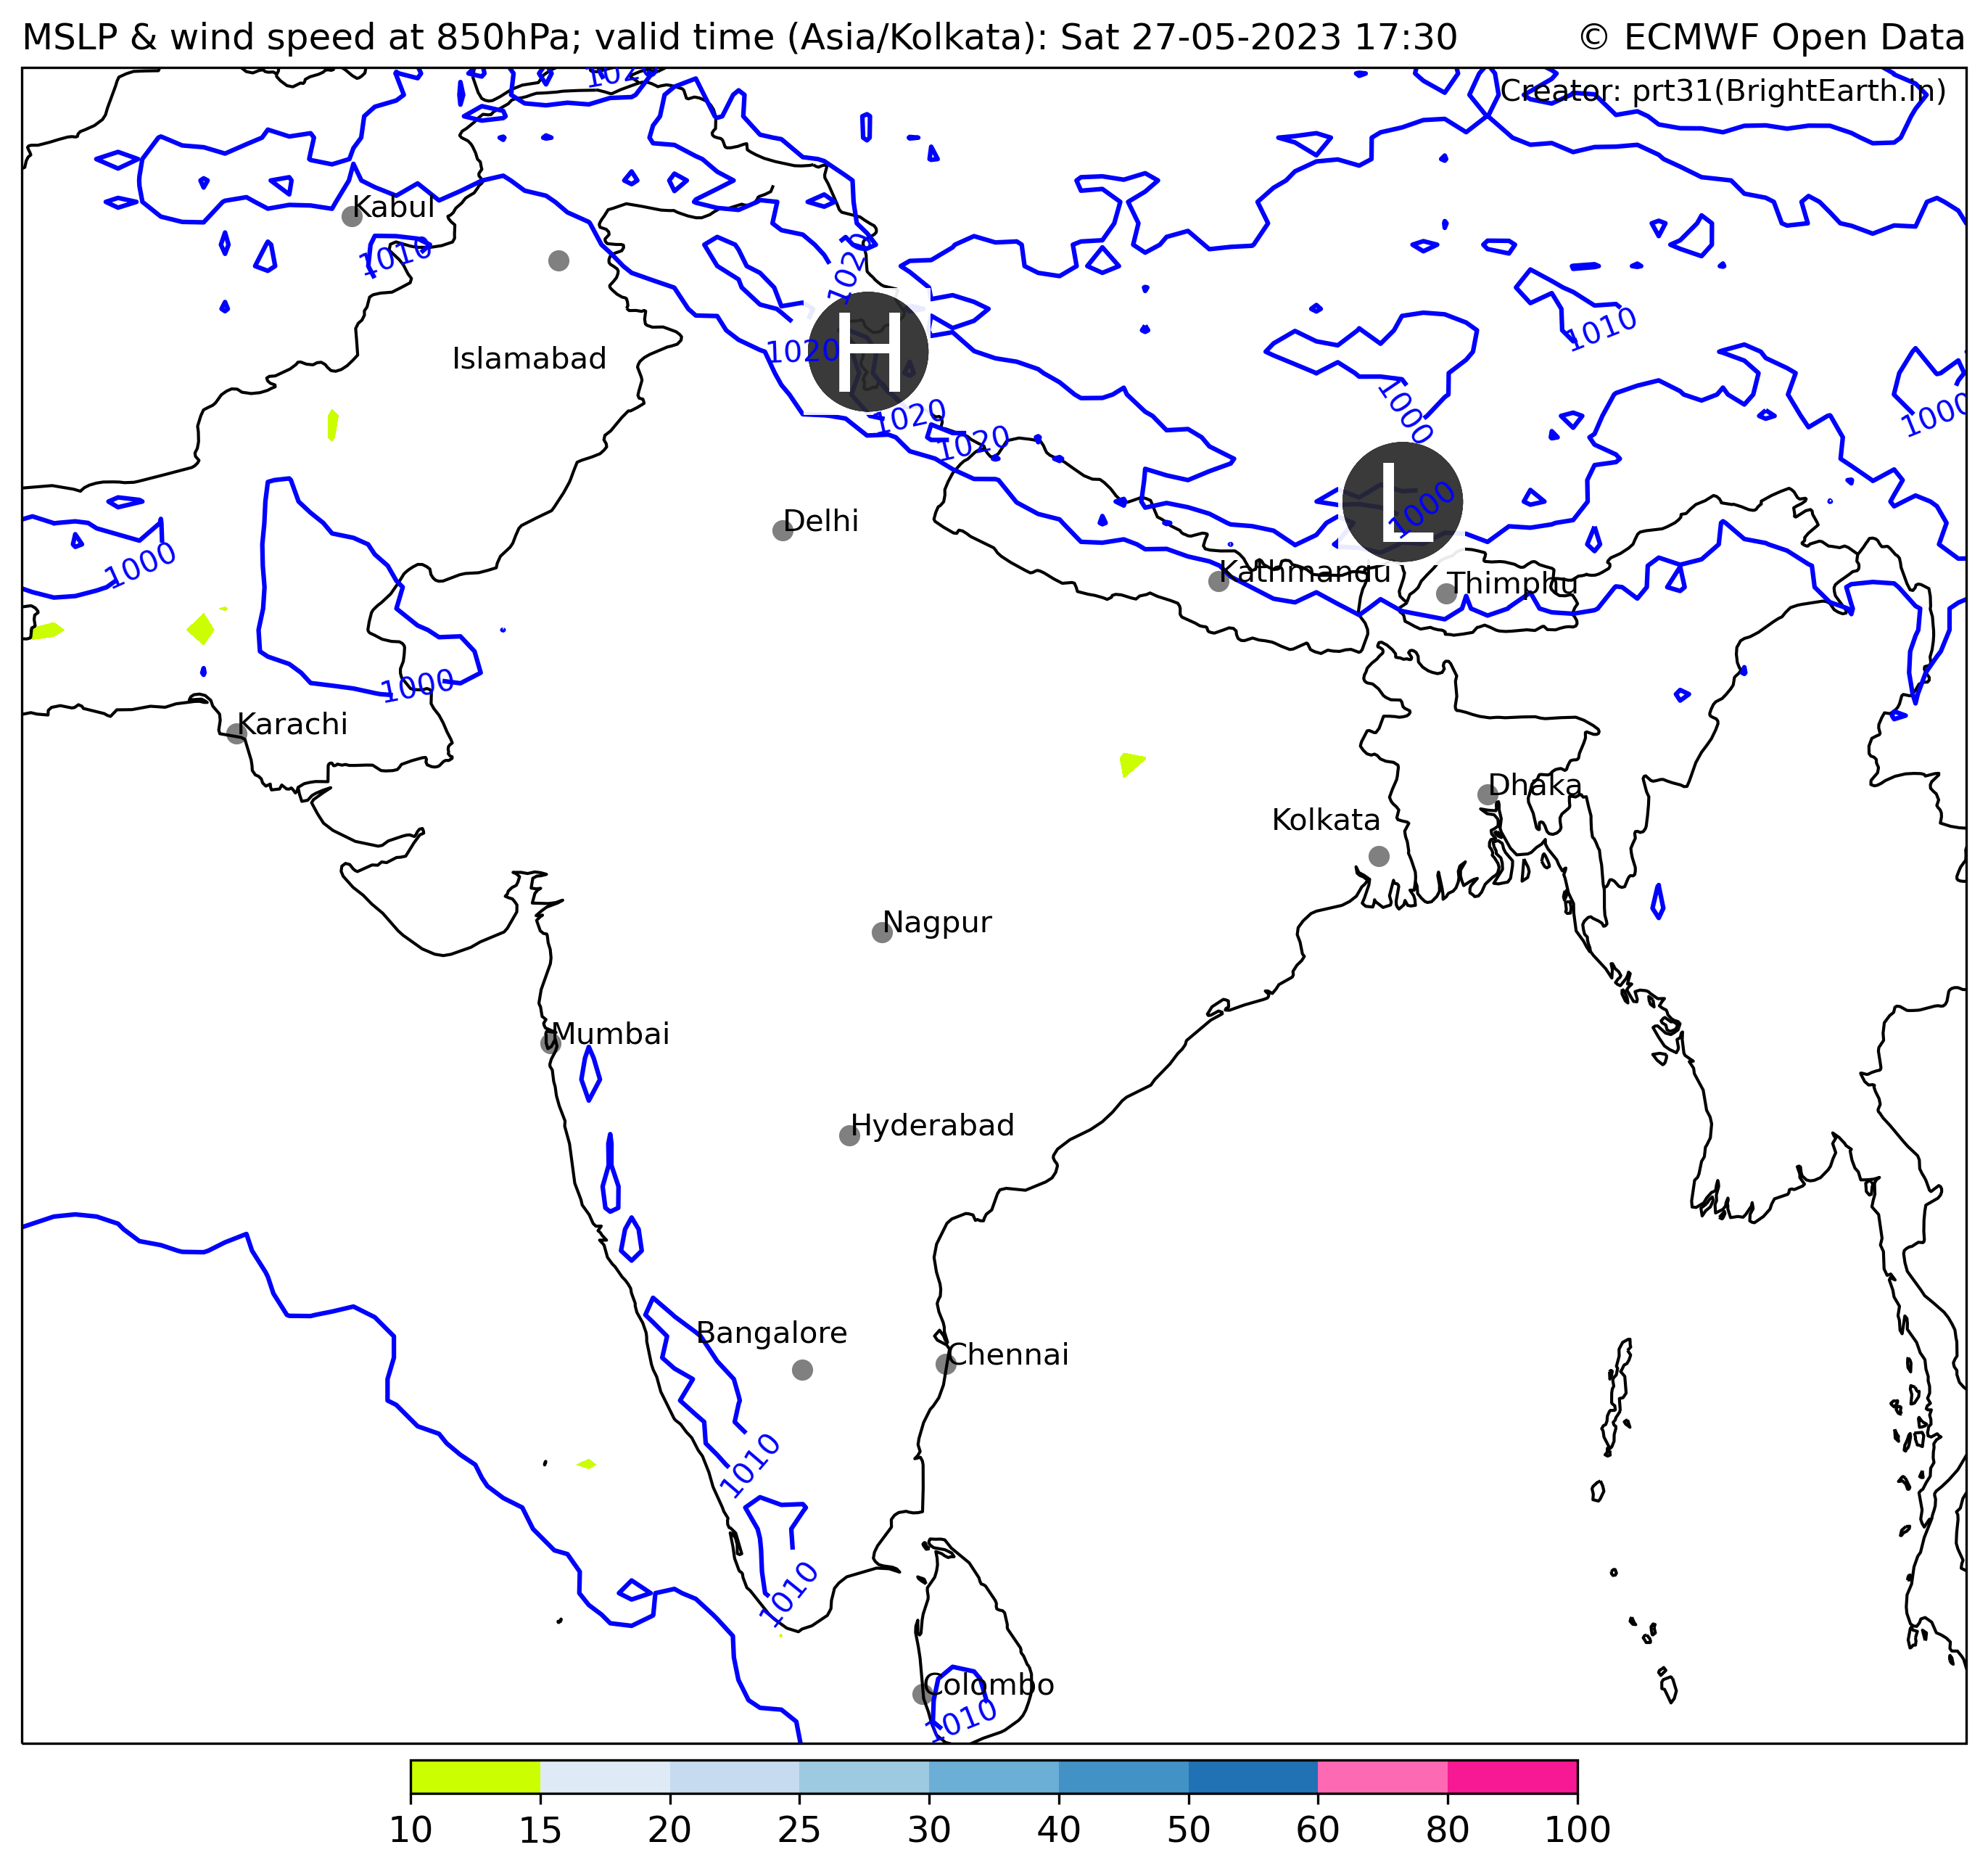 MSLP & wind speed at 850hPa; valid time (Asia/Kolkata): Sat 27-05-2023 17:30
© ECMWF Open Data
Creator: prt31(BrightEarth.in)
Kabul
1010
1020
1010
Islamabad
1020
H
1020
1020
1000
1000
Delhi
1000
L
1000
Kathmandu
Thimphu
1000
Karachi
Dhaka
Kolkata
Nagpur
Mumbai
Hyderabad
Bangalore
Chennai
1010
1010
Colombo
1010
10 15 20 25 30 40 50 60 80 100